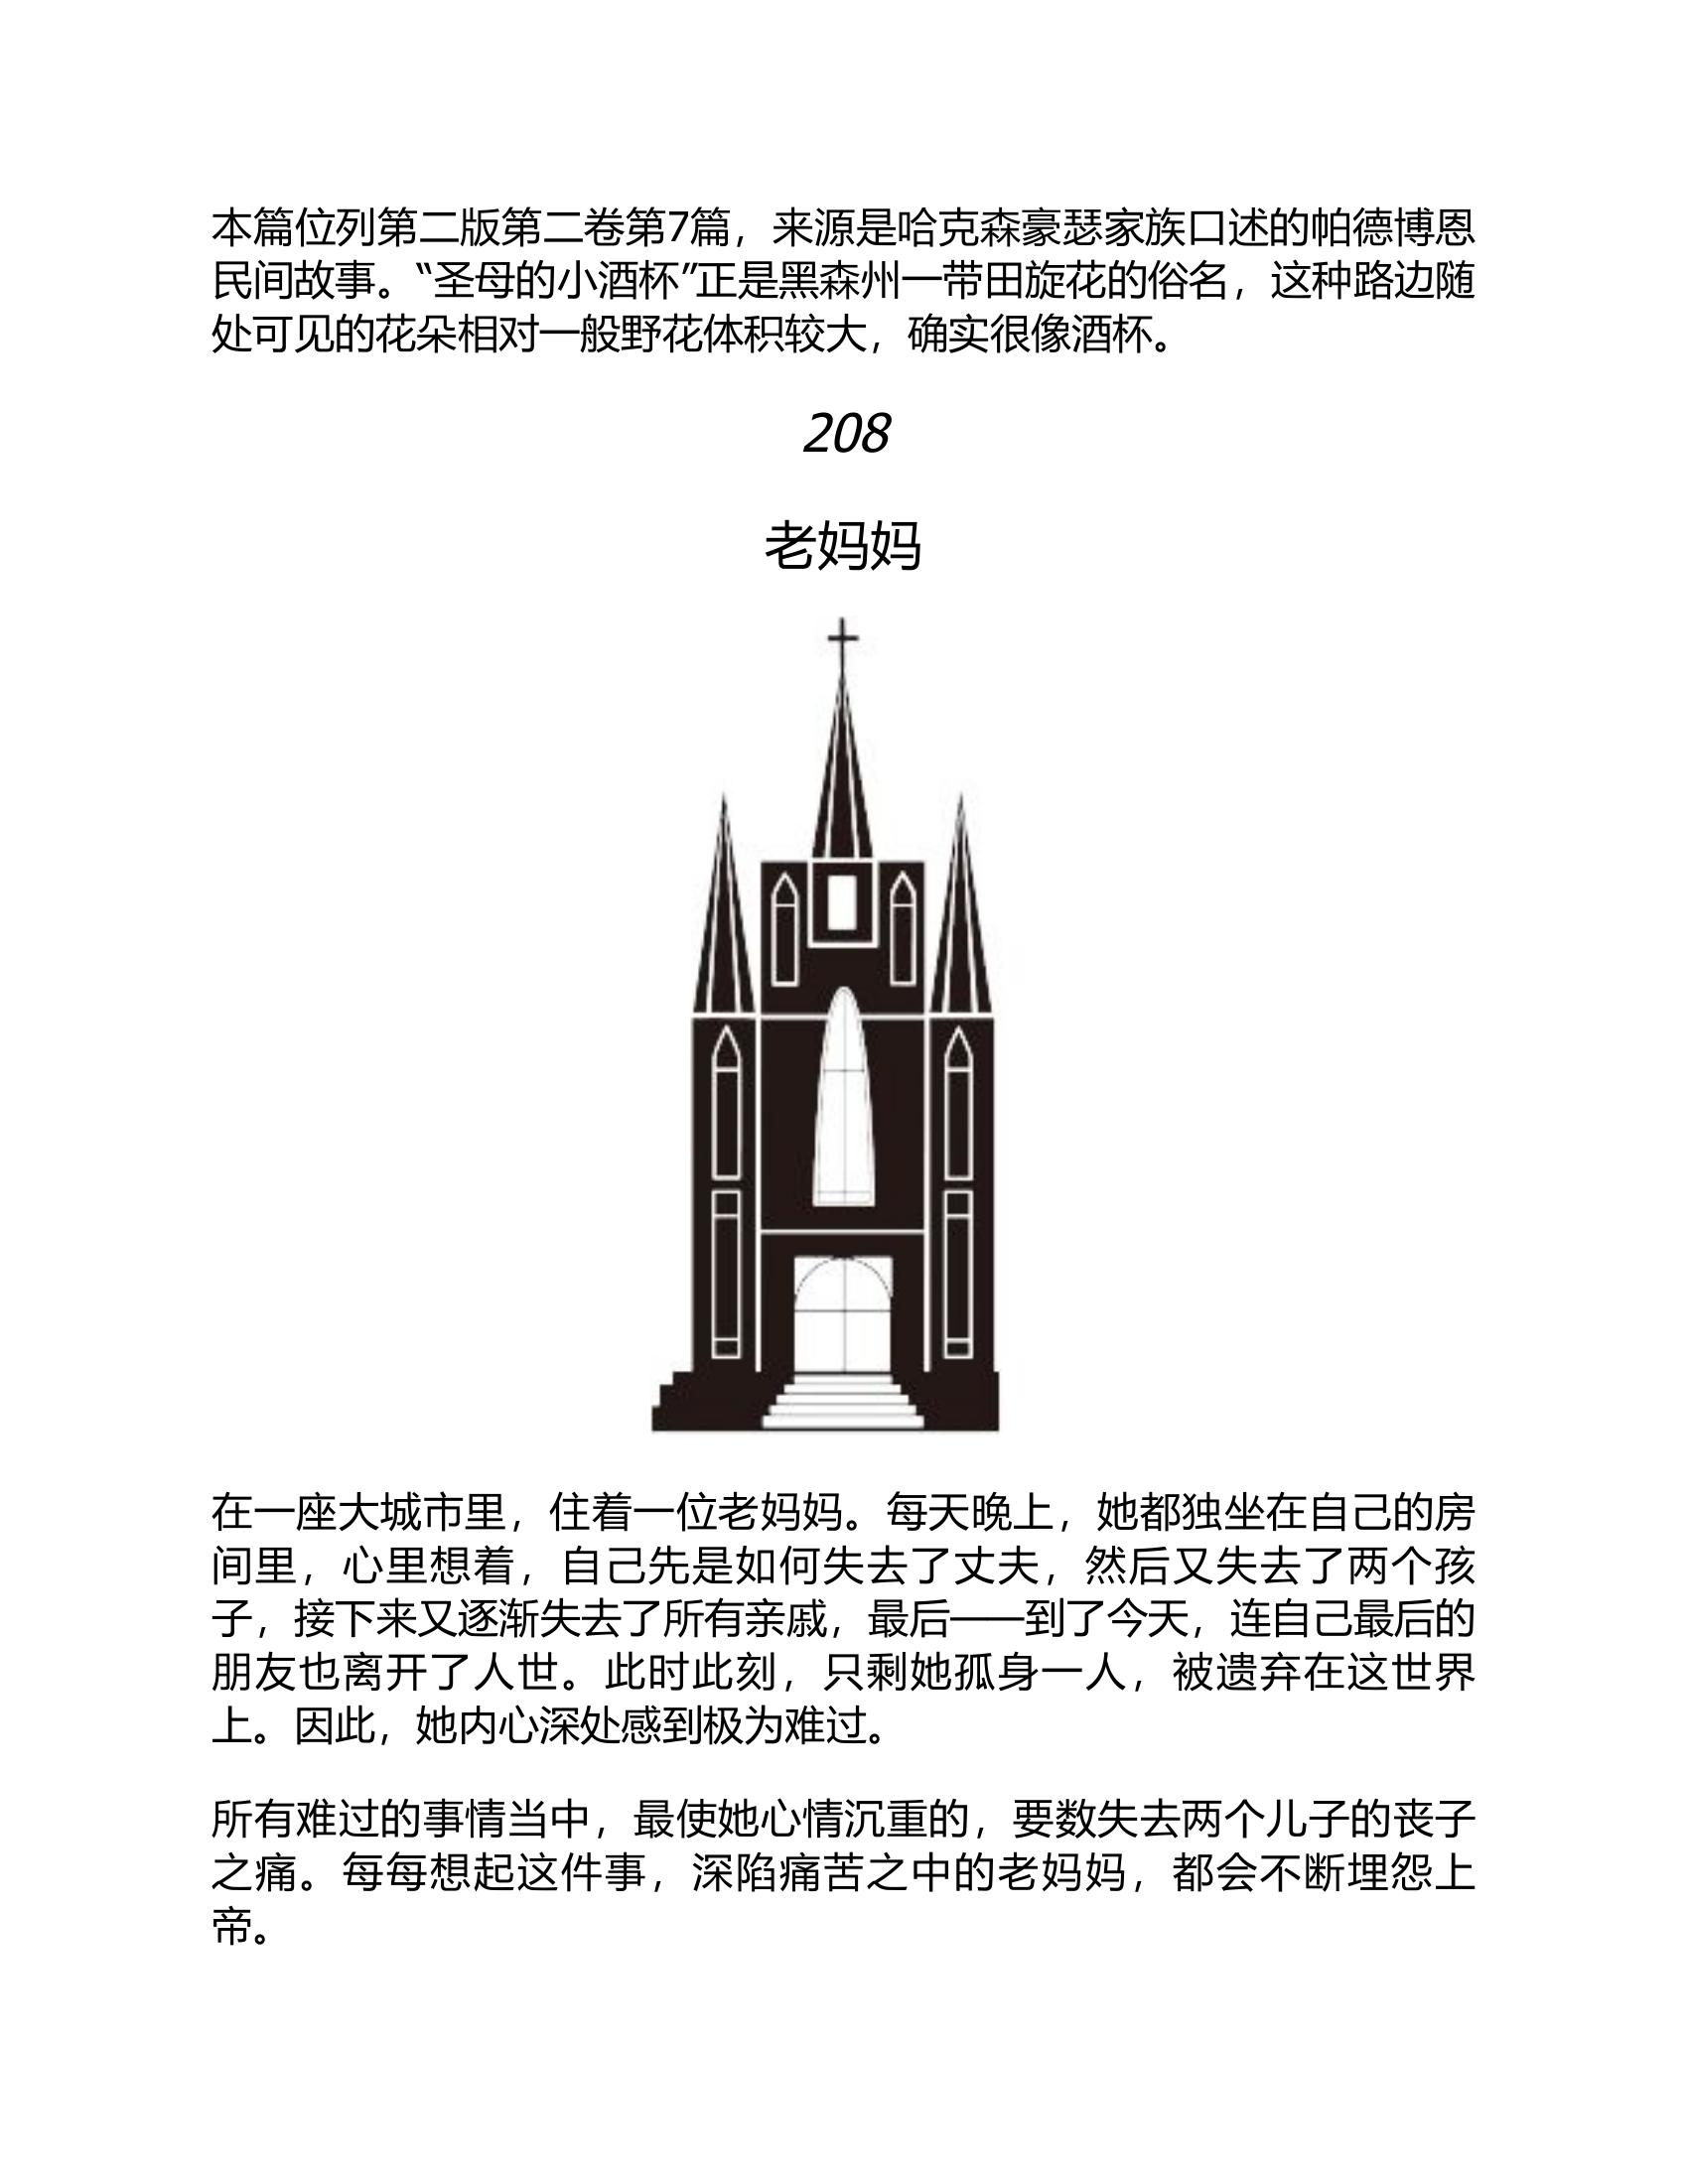 本篇位列第二版第二卷第7篇，来源是哈克森豪瑟家族口述的帕德博恩
民间故事。“圣母的小酒杯”正是黑森州一带田旋花的俗名，这种路边随
处可见的花朵相对一般野花体积较大，确实很像酒杯。
208
老妈妈
在一座大城市里，住着一位老妈妈。每天晚上，她都独坐在自己的房
间里，心里想着，自己先是如何失去了丈夫，然后又失去了两个孩
子，接下来又逐渐失去了所有亲戚，最后——到了今天，连自己最后的
朋友也离开了人世。此时此刻，只剩她孤身一人，被遗弃在这世界
上。因此，她内心深处感到极为难过。
所有难过的事情当中，最使她心情沉重的，要数失去两个儿子的丧子
之痛。每每想起这件事，深陷痛苦之中的老妈妈，都会不断埋怨上
帝。